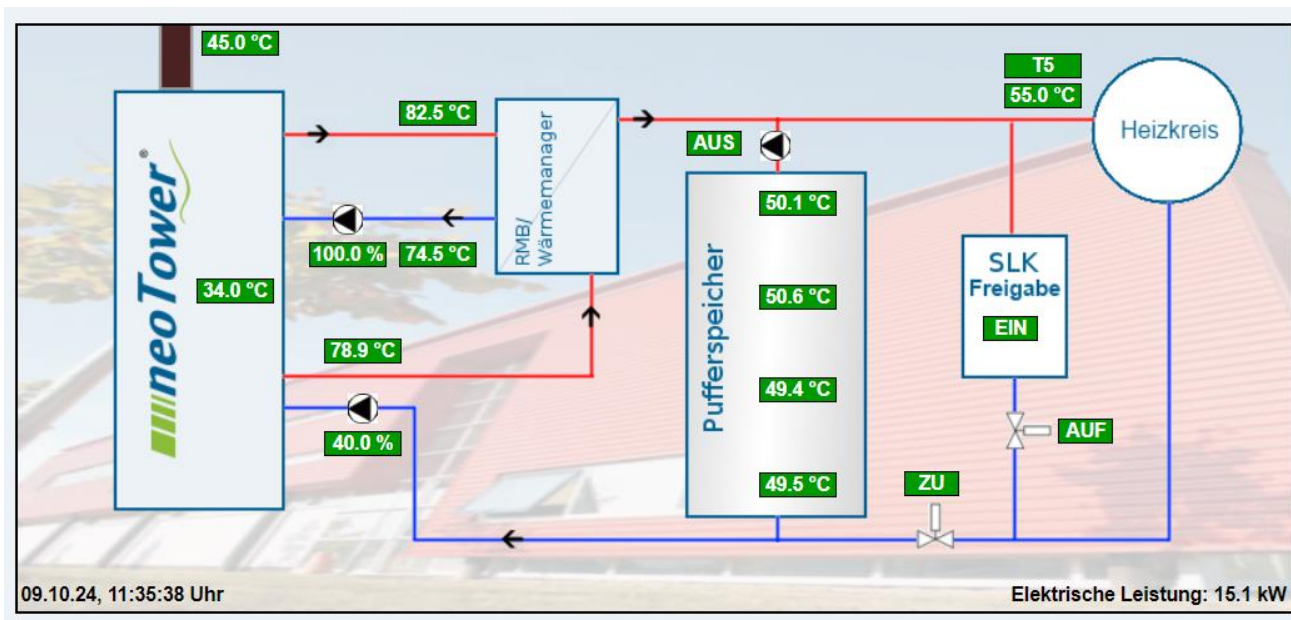 45.0 °C
neoTower®
34.0 °C
82.5 °C
100.0 %
74.5 °C
78.9 °C
40.0 %
RMB/
Wärmemanager
AUS
Pufferspeicher
50.1 °C
50.6 °C
49.4 °C
49.5 °C
T5
55.0 °C
Heizkreis
SLK
Freigabe
EIN
AUF
ZU
09.10.24, 11:35:38 Uhr
Elektrische Leistung: 15.1 kW